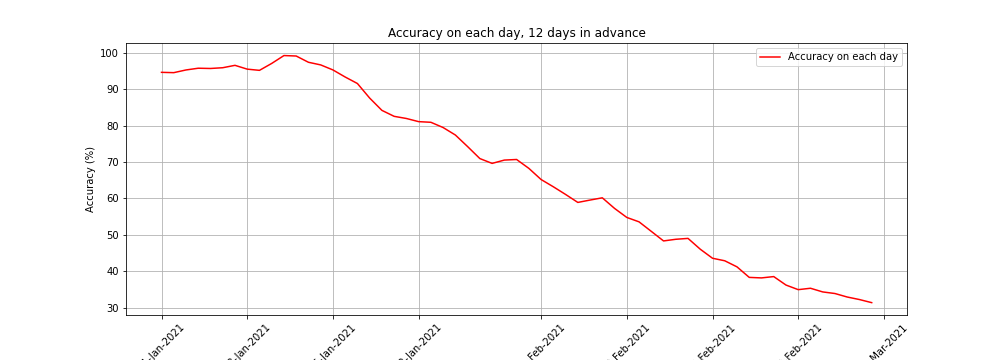 Accuracy on each day, 12 days in advance
Accuracy on each day
Accuracy (%)
100
90
80
70
60
50
40
30
-Jan-2021
-Jan-2021
-Jan-2021
-Jan-2021
Feb-2021
-Feb-2021
-Feb-2021
-Feb-2021
Mar-2021